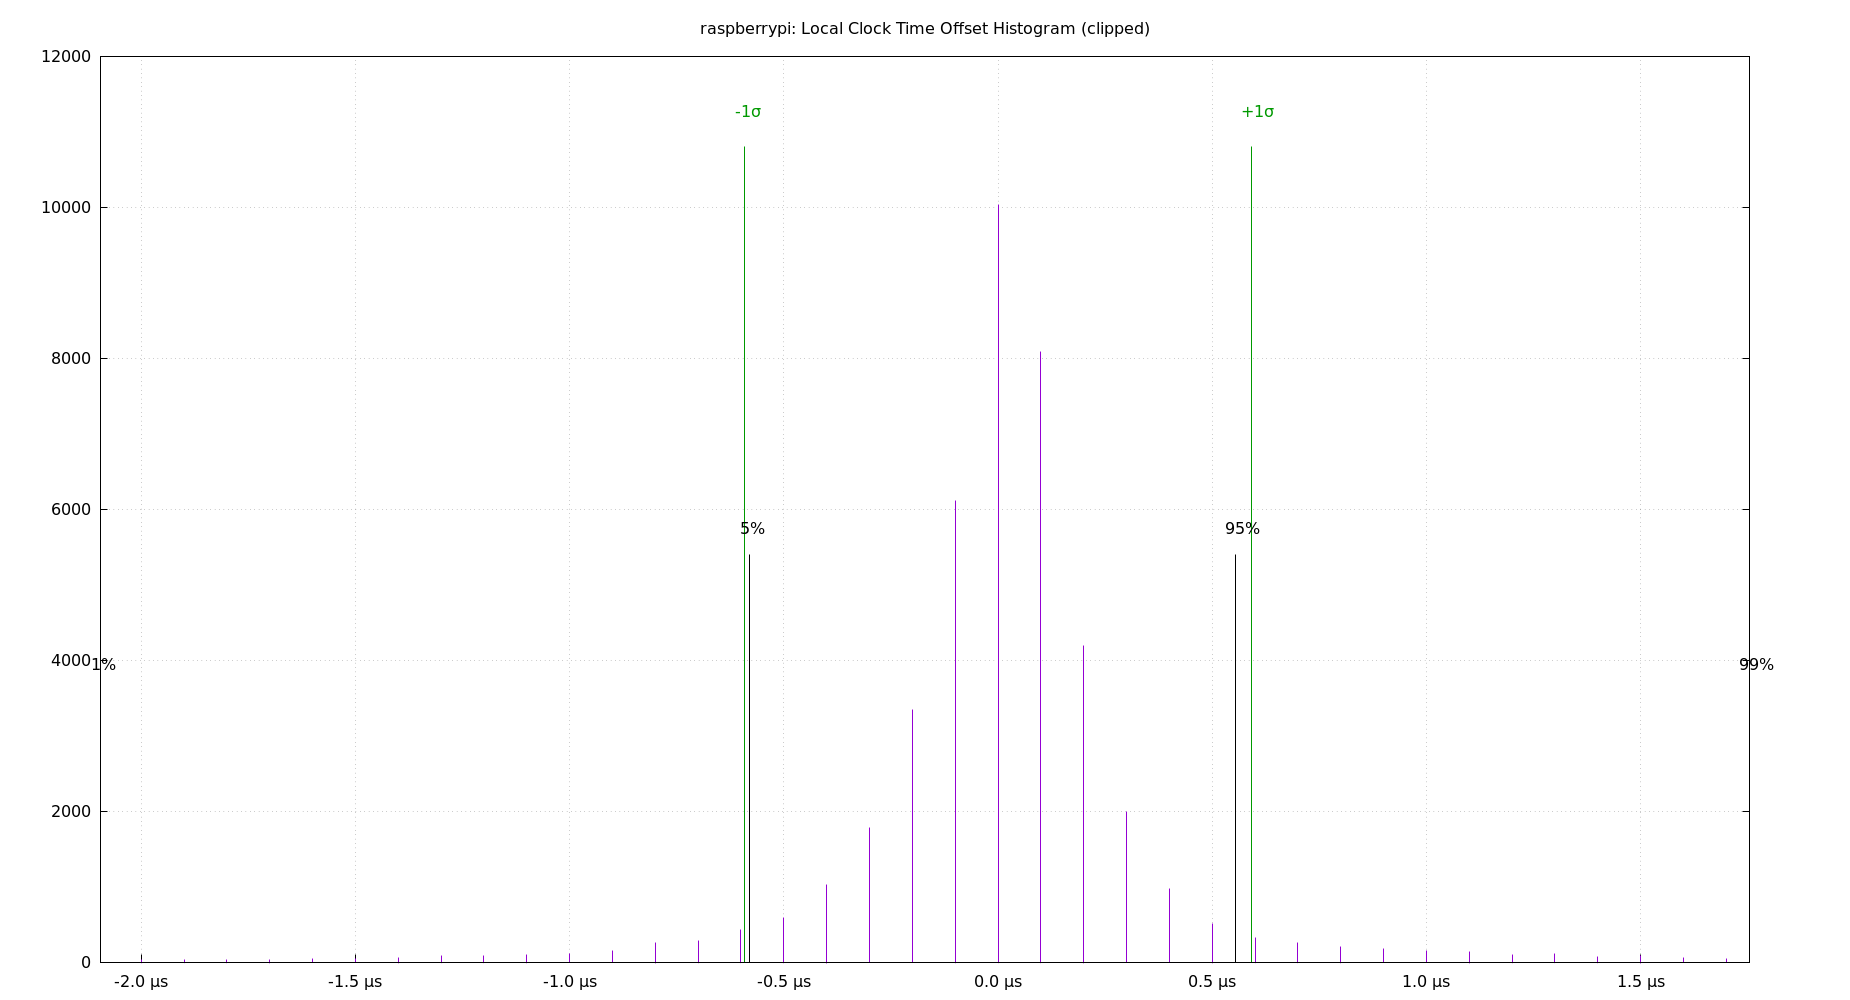 raspberrypi: Local Clock Time Offset Histogram (clipped)
12000
-1σ +1σ
10000
8000
6000
5% 95%
4000 1% 99%
2000
0
-2.0 µs -1.5 µs -1.0 µs -0.5 µs 0.0 µs 0.5 µs 1.0 µs 1.5 µs